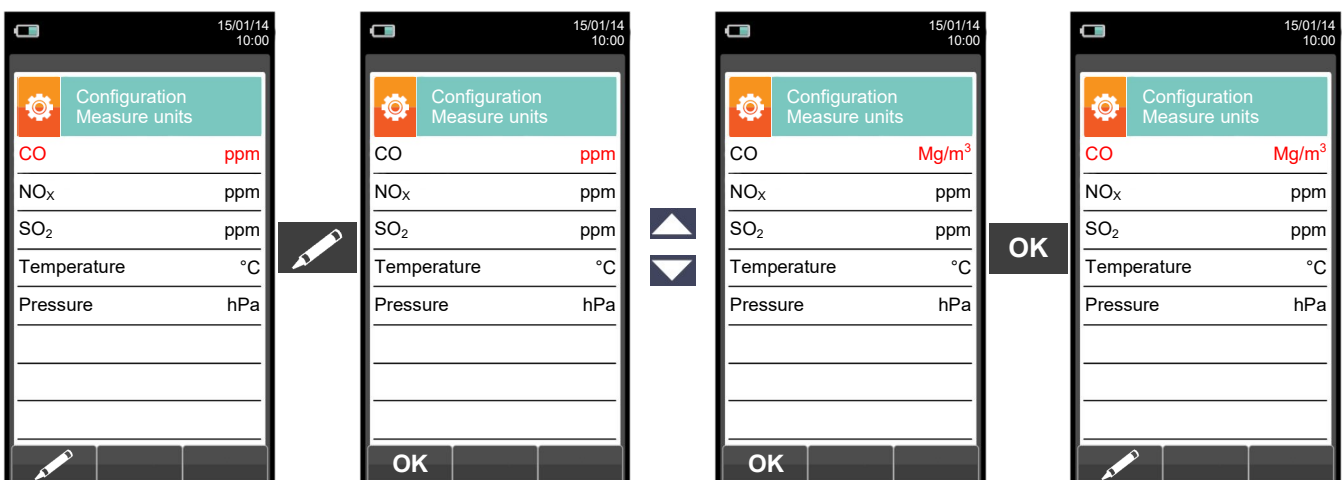 15/01/14
10:00
Configuration
Measure units
CO ppm
NOX ppm
SO2 ppm
Temperature °C
Pressure hPa
15/01/14
10:00
Configuration
Measure units
CO ppm
NOX ppm
SO2 ppm
Temperature °C
Pressure hPa
OK
15/01/14
10:00
Configuration
Measure units
CO Mg/m³
NOX ppm
SO2 ppm
Temperature °C
Pressure hPa
OK
OK
15/01/14
10:00
Configuration
Measure units
CO Mg/m³
NOX ppm
SO2 ppm
Temperature °C
Pressure hPa